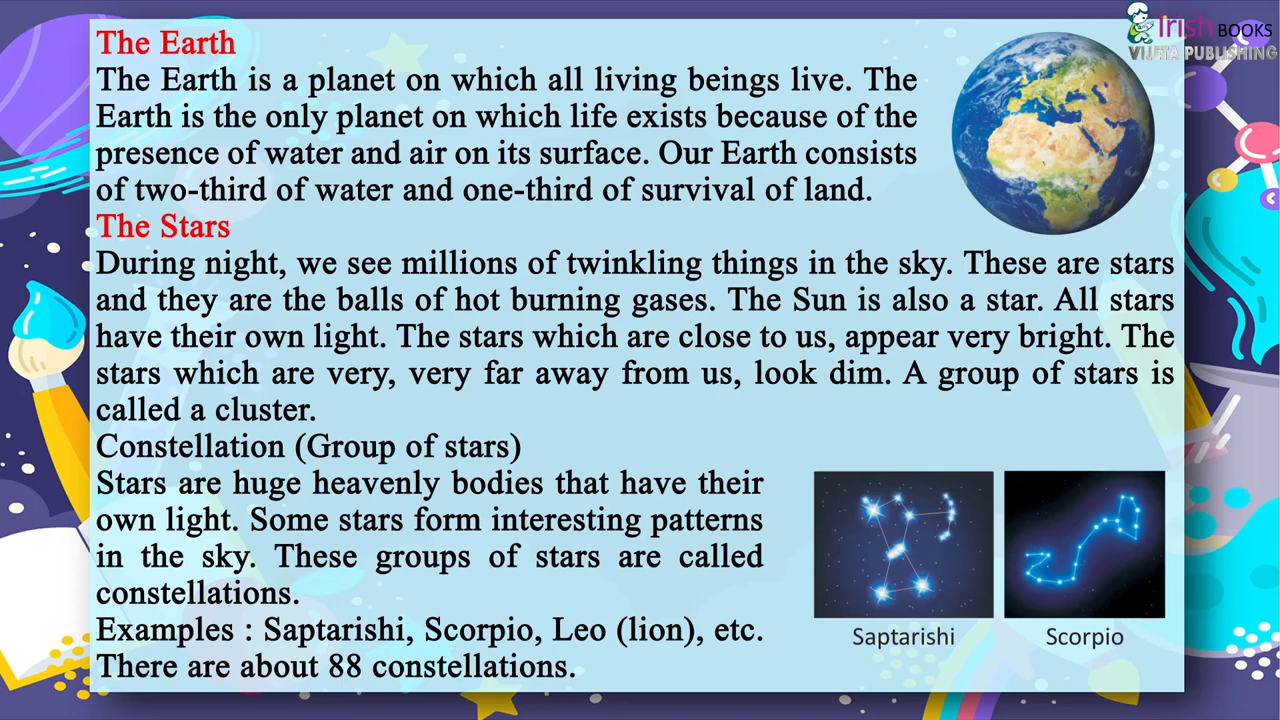 Irish BOOKS
VIJETA PUBLISHING
The Earth
The Earth is a planet on which all living beings live. The
Earth is the only planet on which life exists because of the
presence of water and air on its surface. Our Earth consists
of two-third of water and one-third of survival of land.
The Stars
During night, we see millions of twinkling things in the sky. These are stars
and they are the balls of hot burning gases. The Sun is also a star. All stars
have their own light. The stars which are close to us, appear very bright. The
stars which are very, very far away from us, look dim. A group of stars is
called a cluster.
Constellation (Group of stars)
Stars are huge heavenly bodies that have their
own light. Some stars form interesting patterns
in the sky. These groups of stars are called
constellations.
Examples : Saptarishi, Scorpio, Leo (lion), etc.
There are about 88 constellations.
Saptarishi
Scorpio